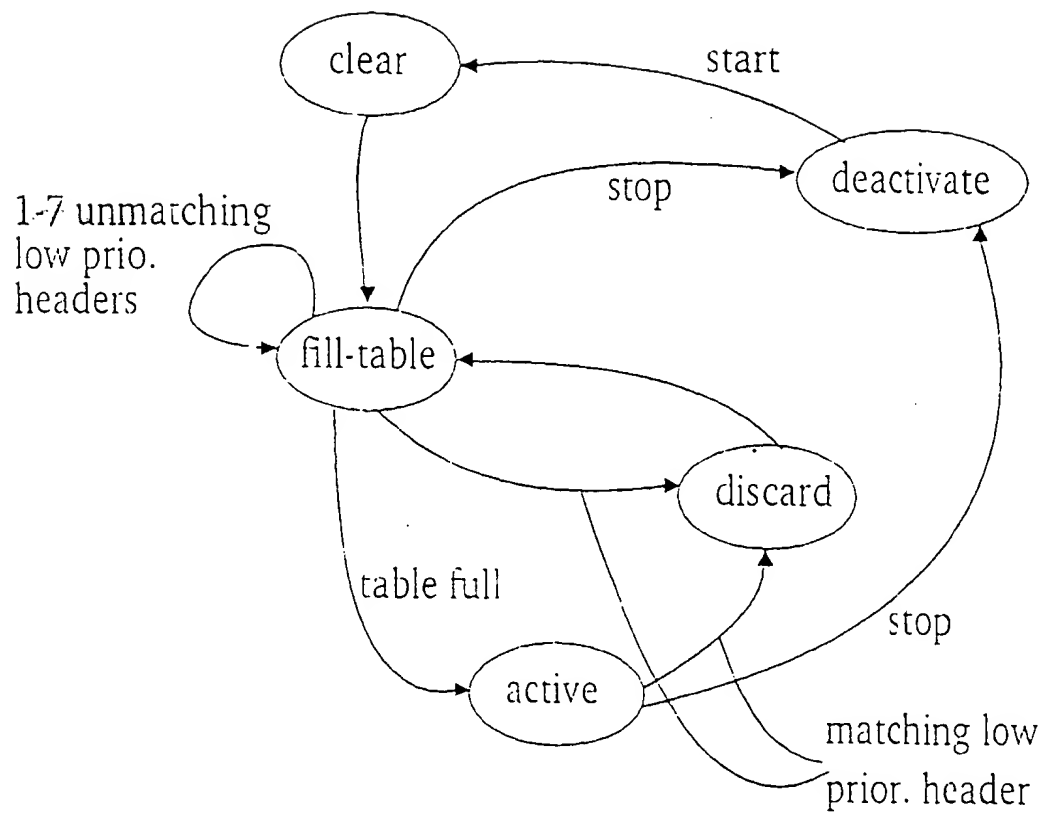 clear
start
deactivate
stop
1-7 unmatching
low prio.
headers
fill-table
discard
table full
stop
active
matching low
prior. header